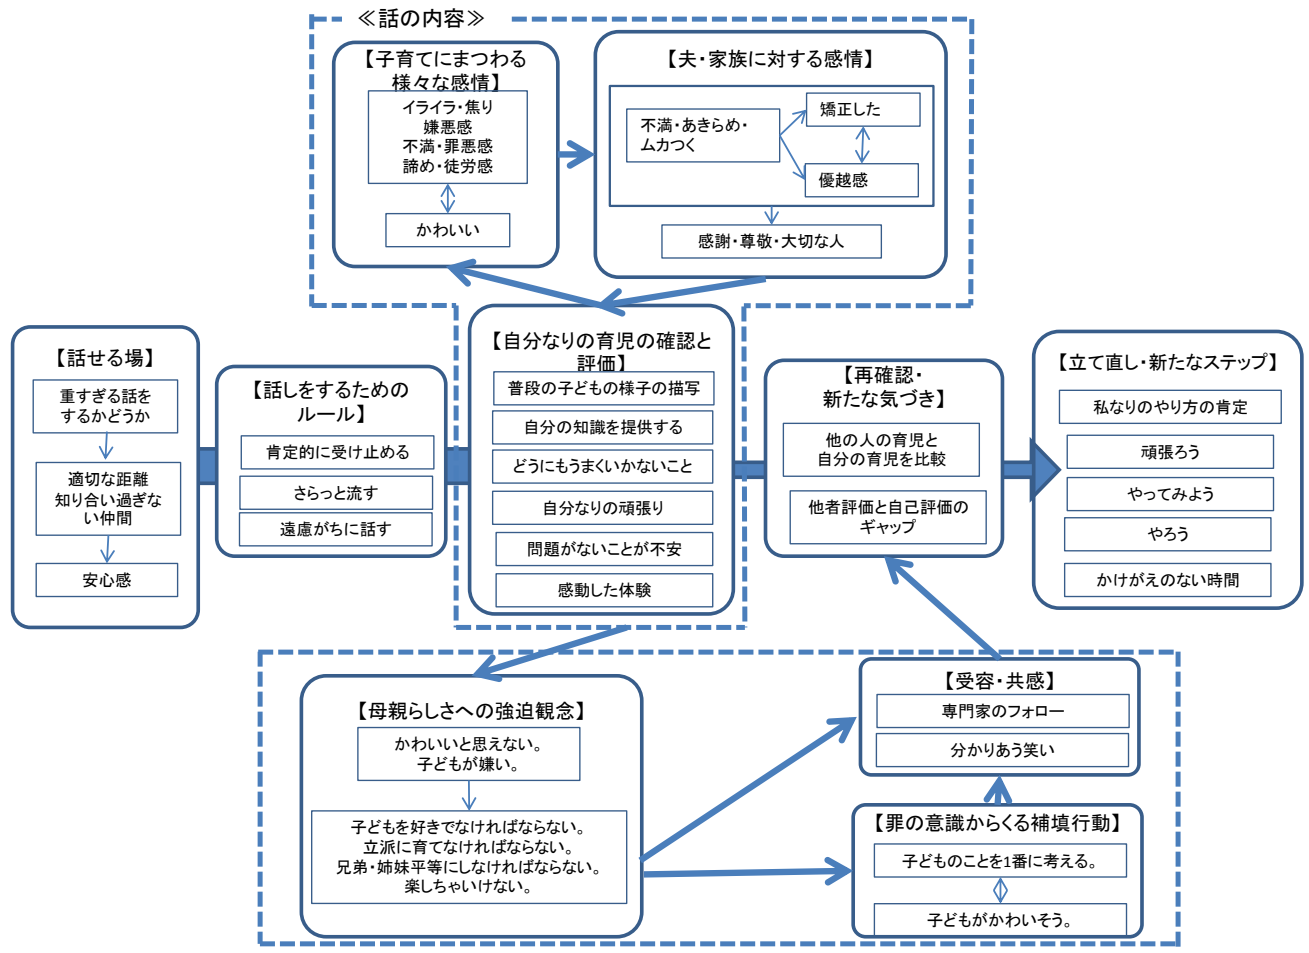 ≪話の内容≫
【子育てにまつわる
様々な感情】
イライラ・焦り
嫌悪感
不満・罪悪感
諦め・徒労感
かわいい
【夫・家族に対する感情】
不満・あきらめ・
ムカつく
矯正した
優越感
感謝・尊敬・大切な人
【話せる場】
重すぎる話を
するかどうか
適切な距離
知り合い過ぎな
い仲間
安心感
【話しをするための
ルール】
肯定的に受け止める
さらっと流す
遠慮がちに話す
【自分なりの育児の確認と
評価】
普段の子どもの様子の描写
自分の知識を提供する
どうにもうまくいかないこと
自分なりの頑張り
問題がないことが不安
感動した体験
【再確認・
新たな気づき】
他の人の育児と
自分の育児を比較
他者評価と自己評価の
ギャップ
【立て直し・新たなステップ】
私なりのやり方の肯定
頑張ろう
やってみよう
やろう
かけがえのない時間
【母親らしさへの強迫観念】
かわいいと思えない。
子どもが嫌い。
子どもを好きでなければならない。
立派に育てなければならない。
兄弟・姉妹平等にしなければならない。
楽しちゃいけない。
【受容・共感】
専門家のフォロー
分かりあう笑い
【罪の意識からくる補填行動】
子どものことを1番に考える。
子どもがかわいそう。